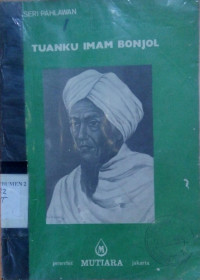 SERI PAHLAWAN
TUANKU IMAM BONJOL
penerbit MUTIARA jakarta